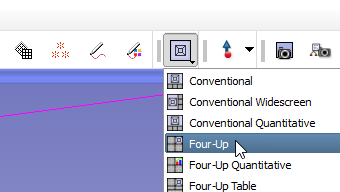 Conventional
Conventional Widescreen
Conventional Quantitative
Four-Up
Four-Up Quantitative
Four-Up Table